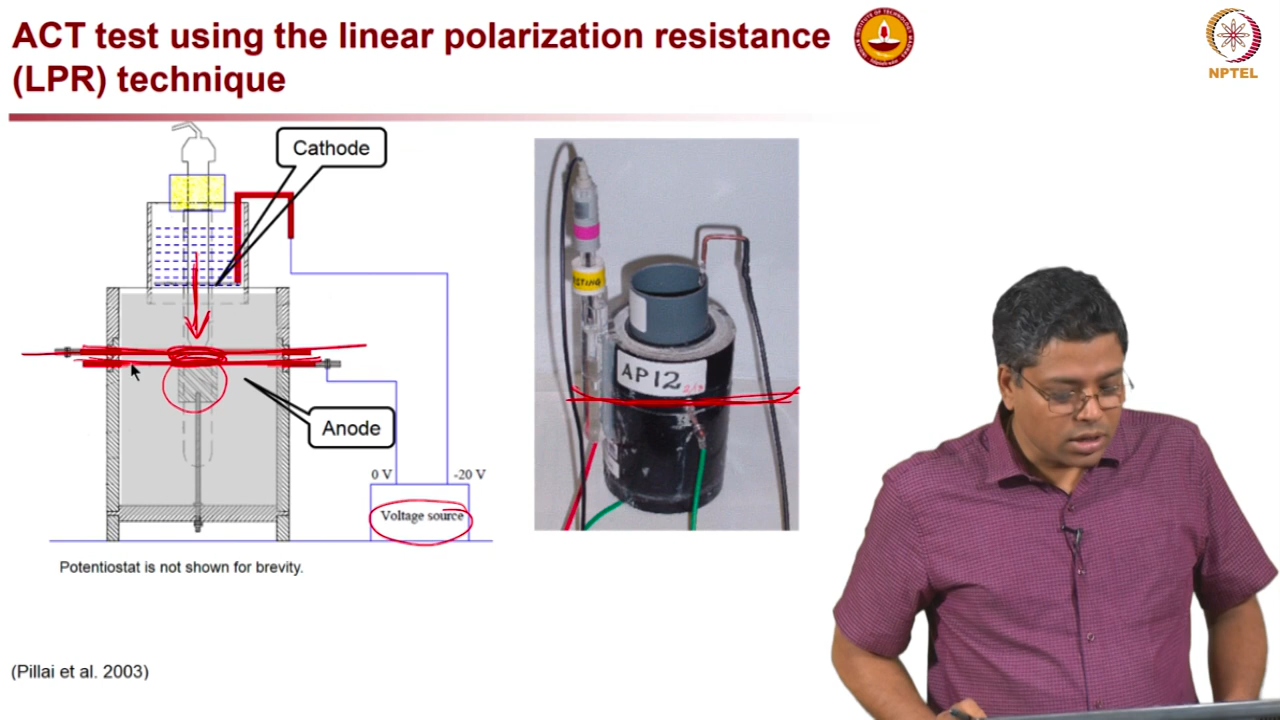 ACT test using the linear polarization resistance
(LPR) technique
NPTEL
Cathode
Anode
0 V
-20 V
Voltage source
Potentiostat is not shown for brevity.
AP12
(Pillai et al. 2003)